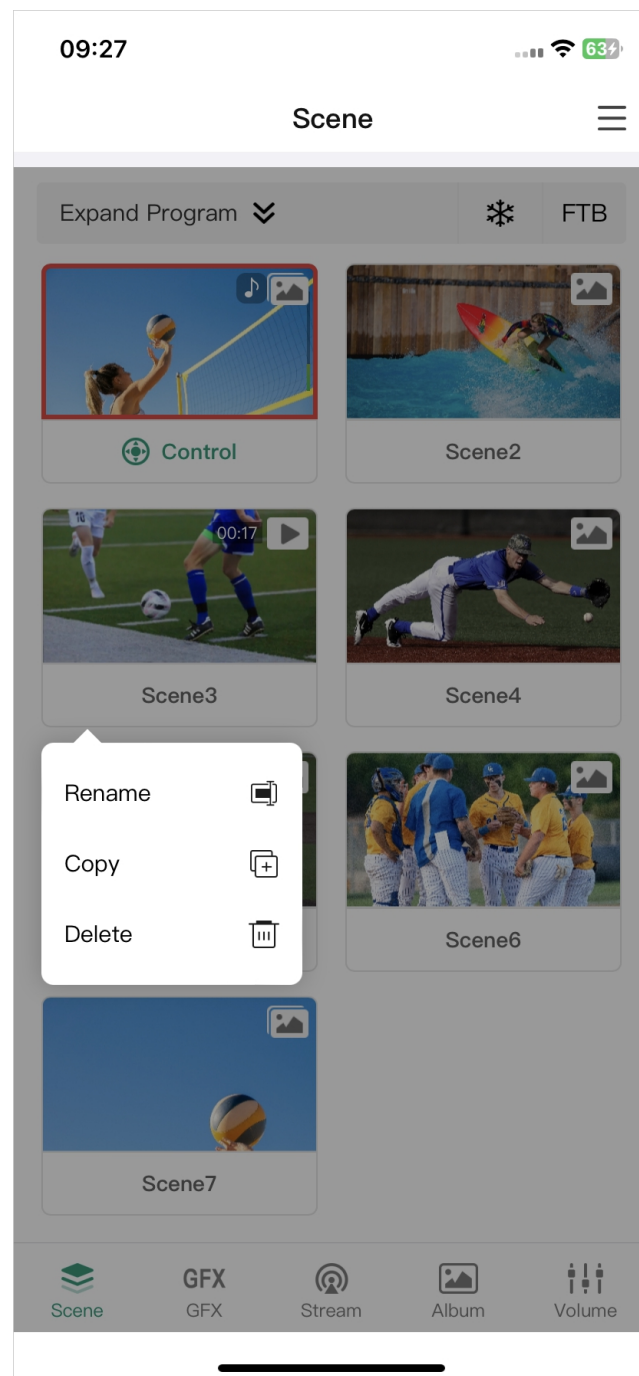 09:27
63
Scene
Expand Program
FTB
Control
Scene2
10
00:17
Scene3
Scene4
Rename
Copy
Delete
Scene6
Scene7
GFX
Scene
GFX
Stream
Album
Volume